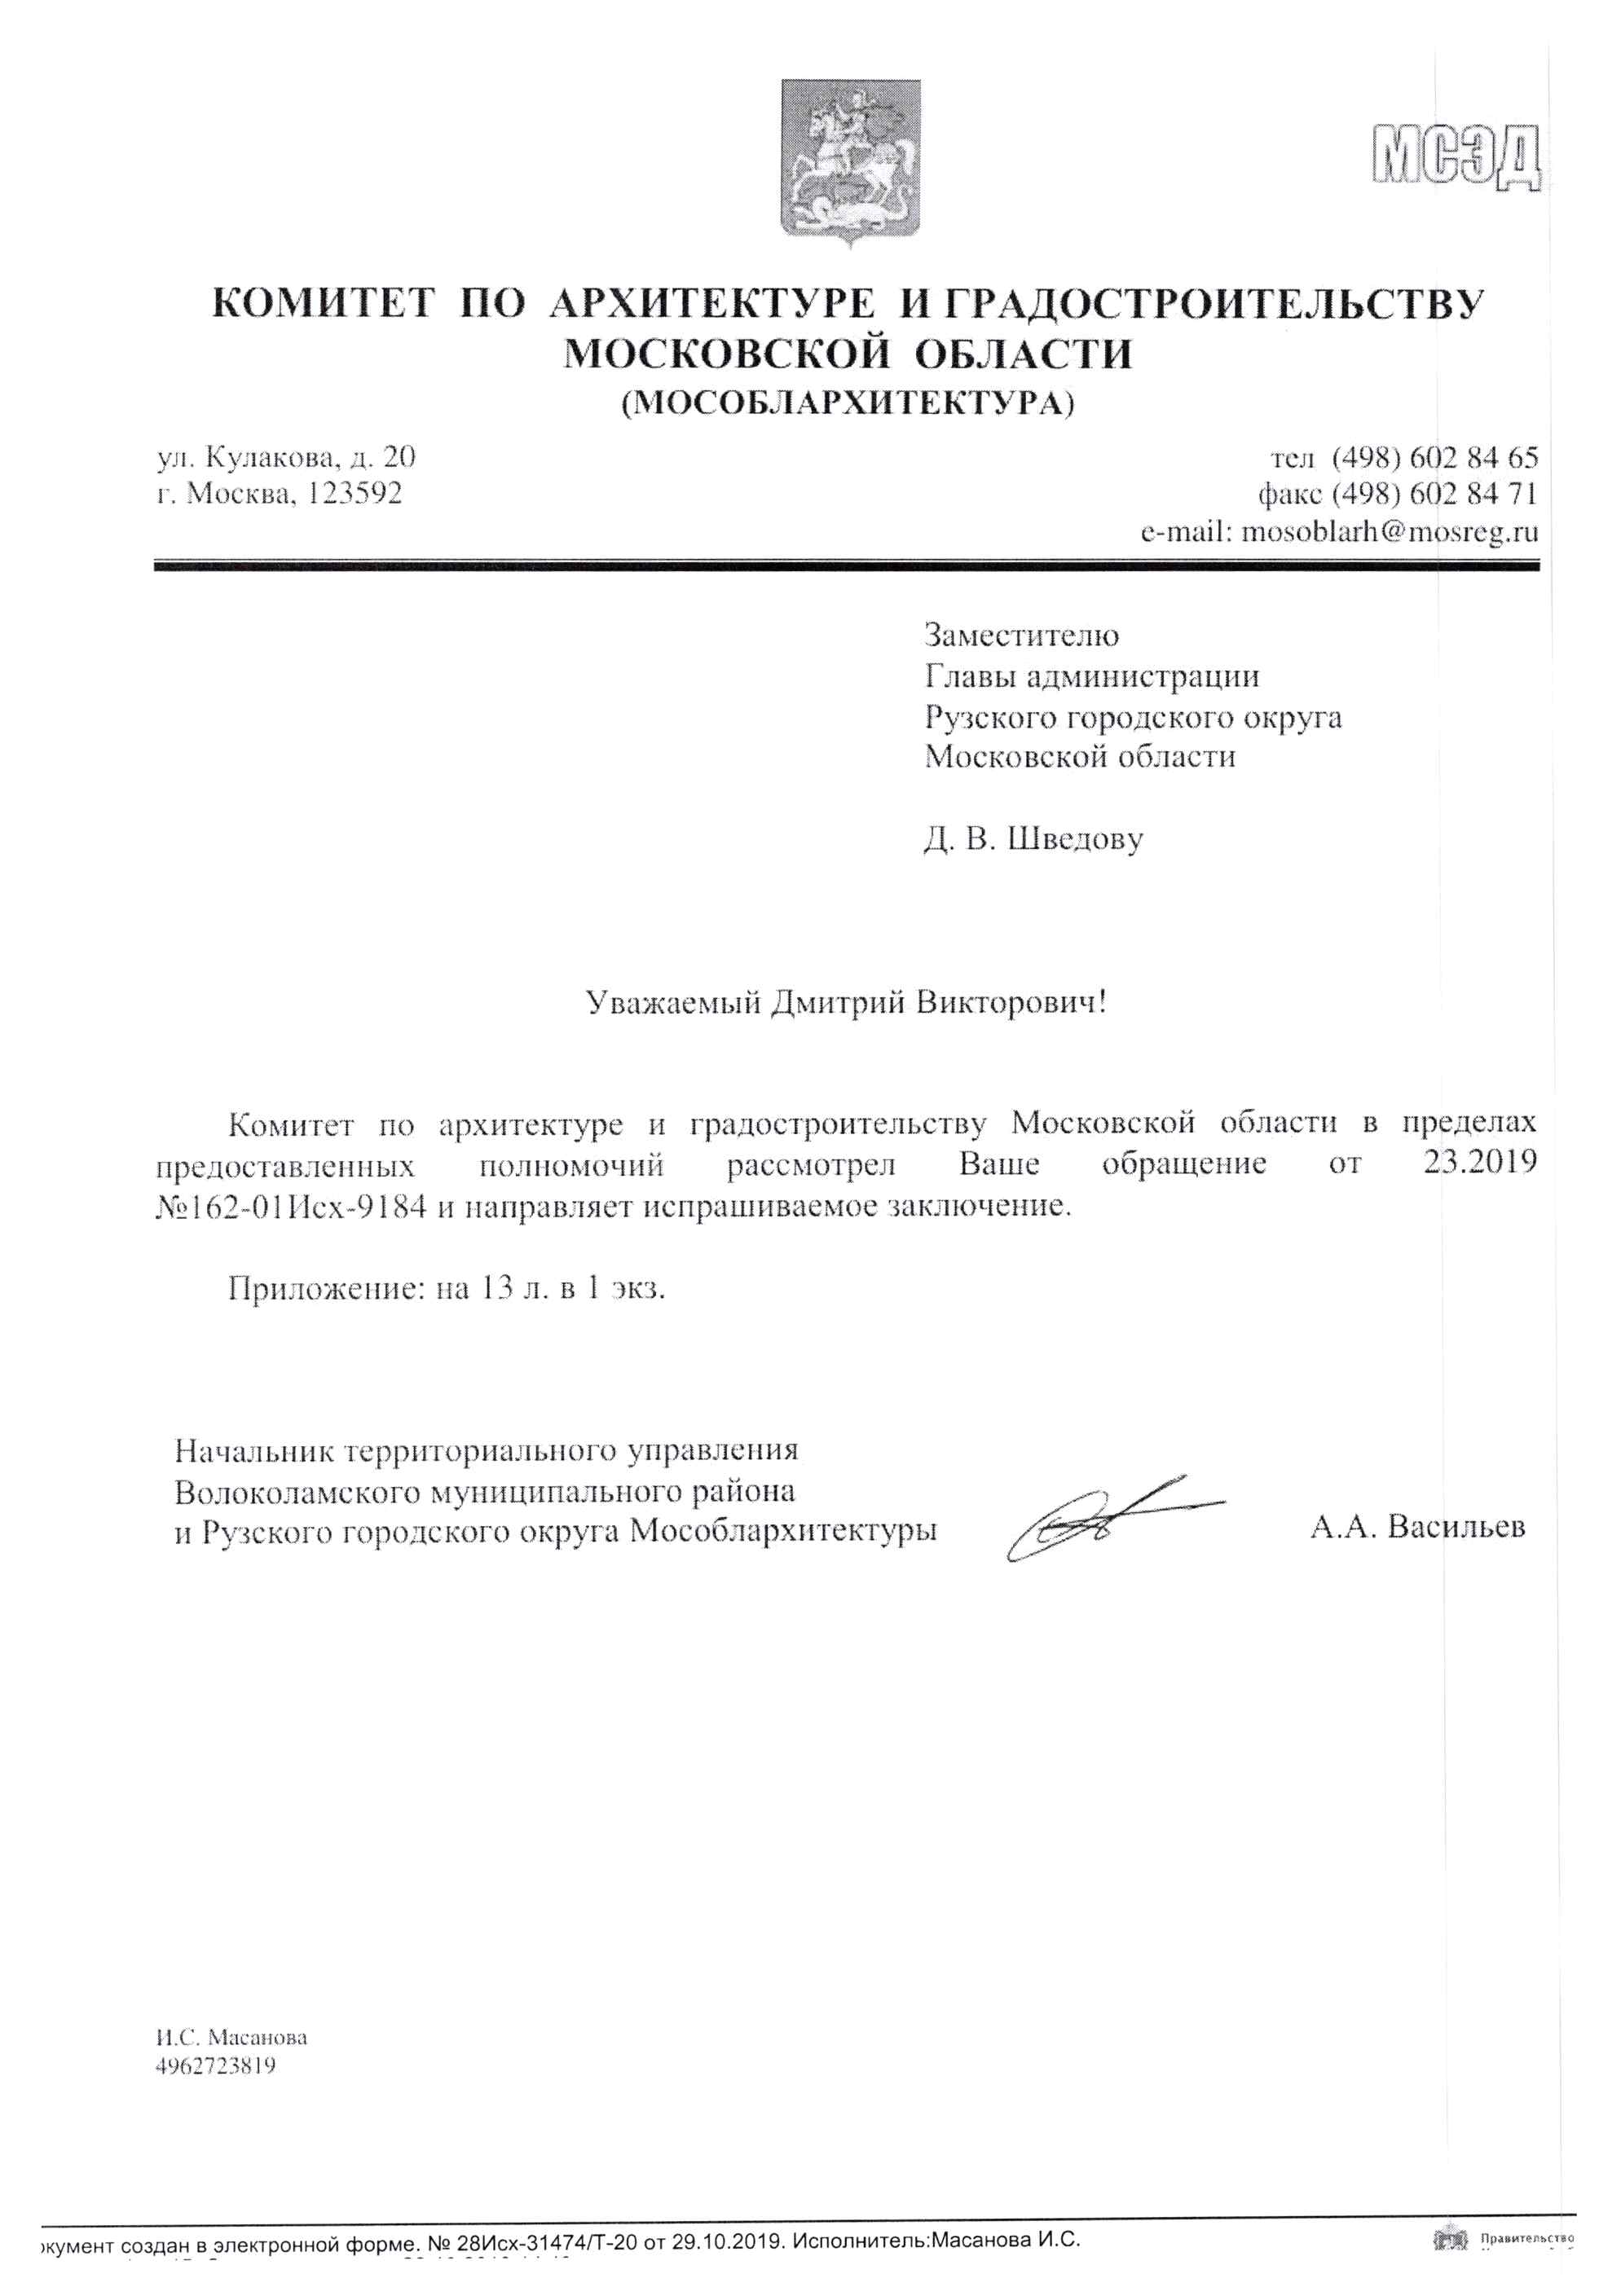 МСЭД
КОМИТЕТ ПО АРХИТЕКТУРЕ И ГРАДОСТРОИТЕЛЬСТВУ
МОСКОВСКОЙ ОБЛАСТИ
(МОСОБЛАРХИТЕКТУРА)
ул. Кулакова, д. 20
г. Москва, 123592
тел (498) 602 84 65
факс (498) 602 84 71
e-mail: mosoblarh@mosreg.ru
Заместителю
Главы администрации
Рузского городского округа
Московской области
Д. В. Шведову
Уважаемый Дмитрий Викторович!
Комитет по архитектуре и градостроительству Московской области в пределах
предоставленных полномочий рассмотрел Ваше обращение от 23.2019
№162-01Исх-9184 и направляет испрашиваемое заключение.
Приложение: на 13 л. в 1 экз.
Начальник территориального управления
Волоколамского муниципального района
и Рузского городского округа Мособлархитектуры
А.А. Васильев
И.С. Масанова
4962723819
окумент создан в электронной форме. № 28Исх-31474/Т-20 от 29.10.2019. Исполнитель:Масанова И.С.
Правительство